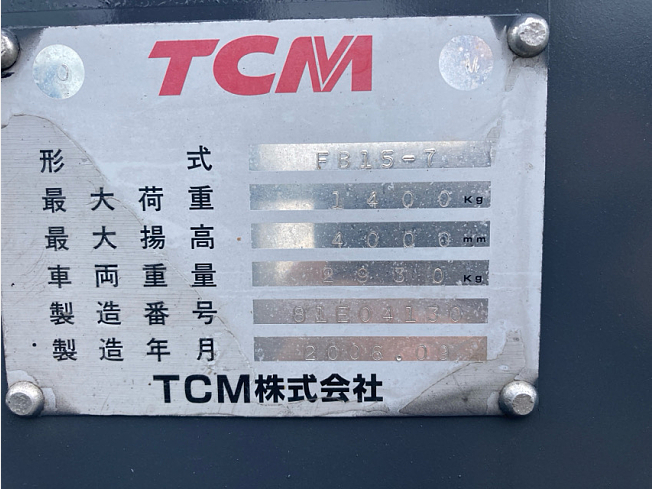 TCM
形式 FB15-7
最大荷重 1400 Kg
最大揚高 4000 mm
車両重量 Kg
製造番号 81E04170
製造年月
TCM株式会社